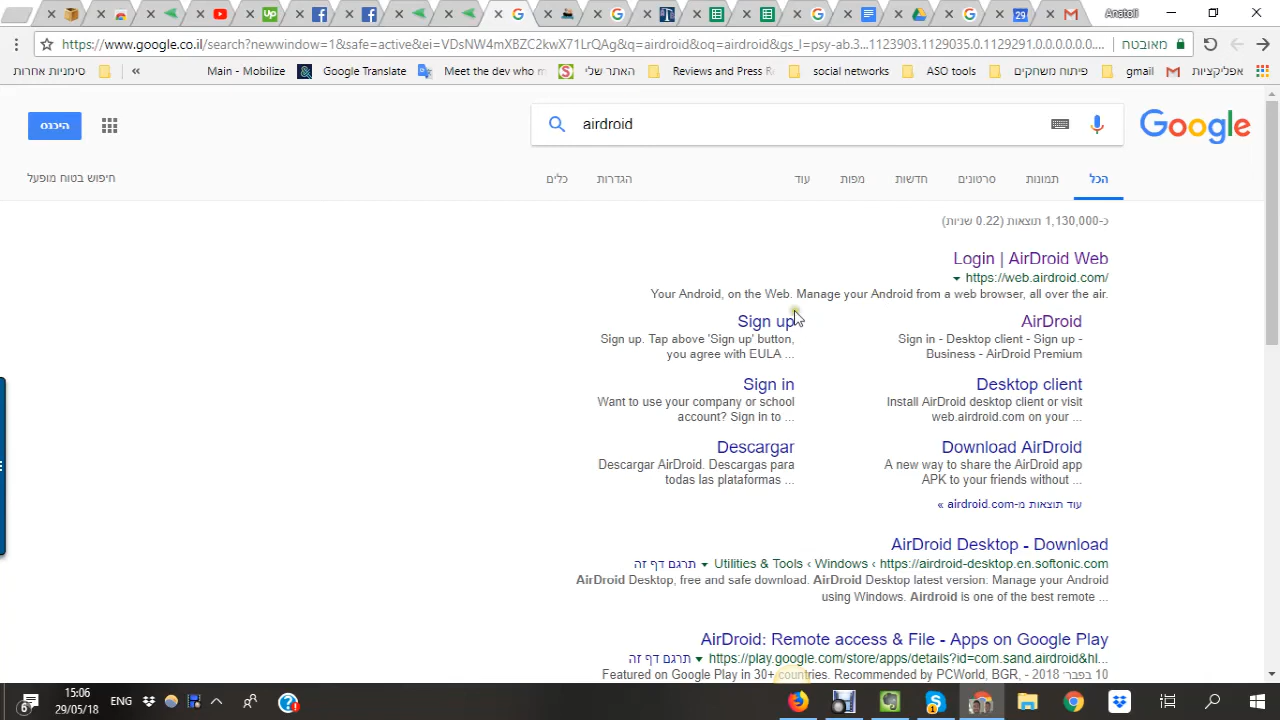 Anatoli
https://www.google.co.il/search?newwindow=1&safe=active&ei=VDsNW4mXBZC2kwX71LrQAg&q=airdroid&oq=airdroid&gs_l=psy-ab.3...1123903.1129035.0.1129291.0.0.0.0.0.0....
מאובטח
אפליקציות
gmail
פיתוח משחקים
ASO tools
social networks
Reviews and Press R
האתר שלי
Meet the dev who m
Google Translate
Main - Mobilize
»
סימניות אחרות
airdroid
Google
היכנס
הכל
תמונות
סרטונים
חדשות
מפות
עוד
הגדרות
כלים
חיפוש בטוח מופעל
כ-1,130,000 תוצאות (0.22 שניות)
Login | AirDroid Web
https://web.airdroid.com/
Your Android, on the Web. Manage your Android from a web browser, all over the air.
AirDroid
Sign in - Desktop client - Sign up -
Business - AirDroid Premium
Sign up
Sign up. Tap above 'Sign up' button,
you agree with EULA ...
Desktop client
Install AirDroid desktop client or visit
web.airdroid.com on your ...
Sign in
Want to use your company or school
account? Sign in to ...
Download AirDroid
A new way to share the AirDroid app
APK to your friends without ...
Descargar
Descargar AirDroid. Descargas para
todas las plataformas ...
עוד תוצאות מ-airdroid.com »
AirDroid Desktop - Download
https://airdroid-desktop.en.softonic.com › Windows › Utilities & Tools תרגם דף זה
AirDroid Desktop, free and safe download. AirDroid Desktop latest version: Manage your Android
using Windows. Airdroid is one of the best remote ...
AirDroid: Remote access & File - Apps on Google Play
https://play.google.com/store/apps/details?id=com.sand.airdroid&hl... תרגם דף זה
10 בפבר׳ 2018 - Featured on Google Play in 30+ countries. Recommended by PCWorld, BGR,
15:06
29/05/18
ENG
6